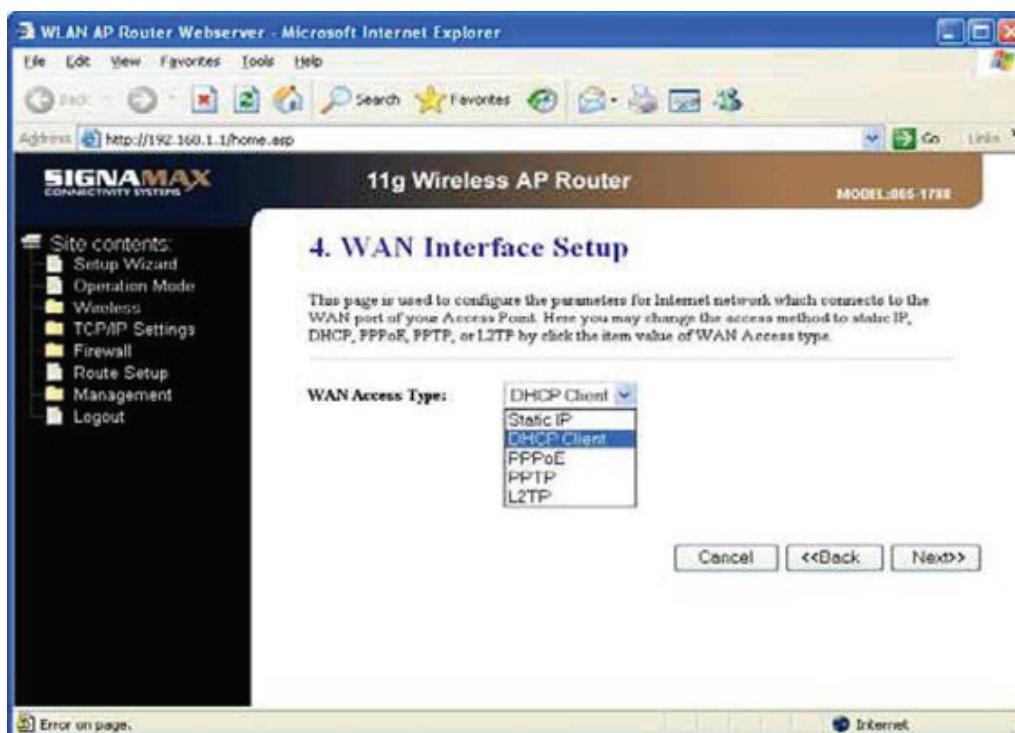 WLAN AP Router Webserver - Microsoft Internet Explorer
File Edit View Favorites Tools Help
Back Search Favorites
Address http://192.168.1.1/home.asp Go Links
SIGNAMAX
CONNECTIVITY SYSTEMS
11g Wireless AP Router
MODEL:065-1788
Site contents:
Setup Wizard
Operation Mode
Wireless
TCP/IP Settings
Firewall
Route Setup
Management
Logout
4. WAN Interface Setup
This page is used to configure the parameters for Internet network which connects to the
WAN port of your Access Point. Here you may change the access method to static IP,
DHCP, PPPoE, PPTP, or L2TP by click the item value of WAN Access type.
WAN Access Type: DHCP Client
Static IP
DHCP Client
PPPoE
PPTP
L2TP
Cancel <<Back Next>>
Error on page. Internet